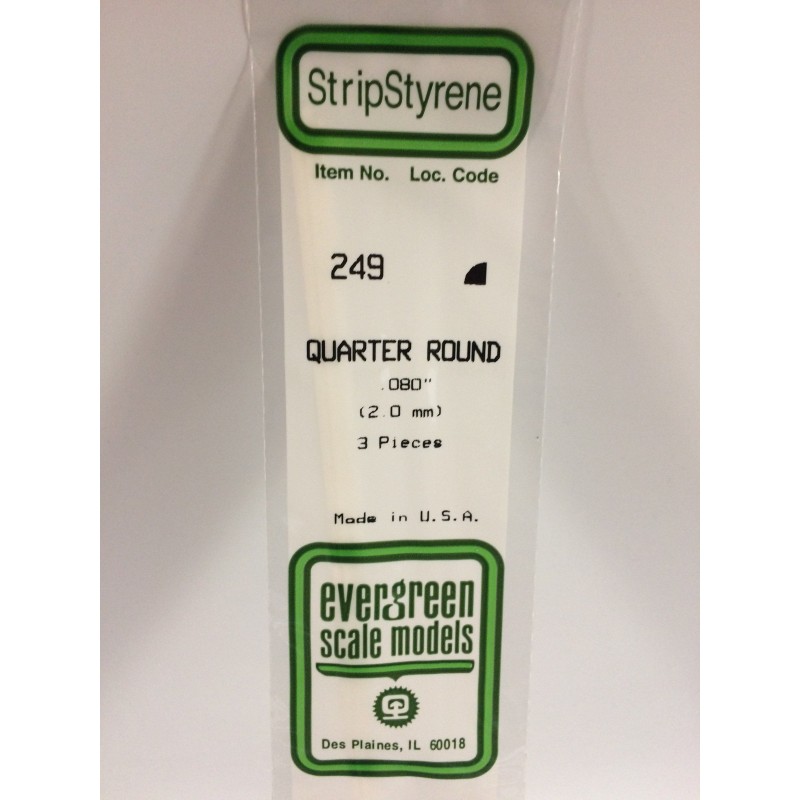 StripStyrene
Item No. Loc. Code
249
QUARTER ROUND
.080"
(2.0 mm)
3 Pieces
Made in U.S.A.
evergreen
scale models
Des Plaines, IL 60018